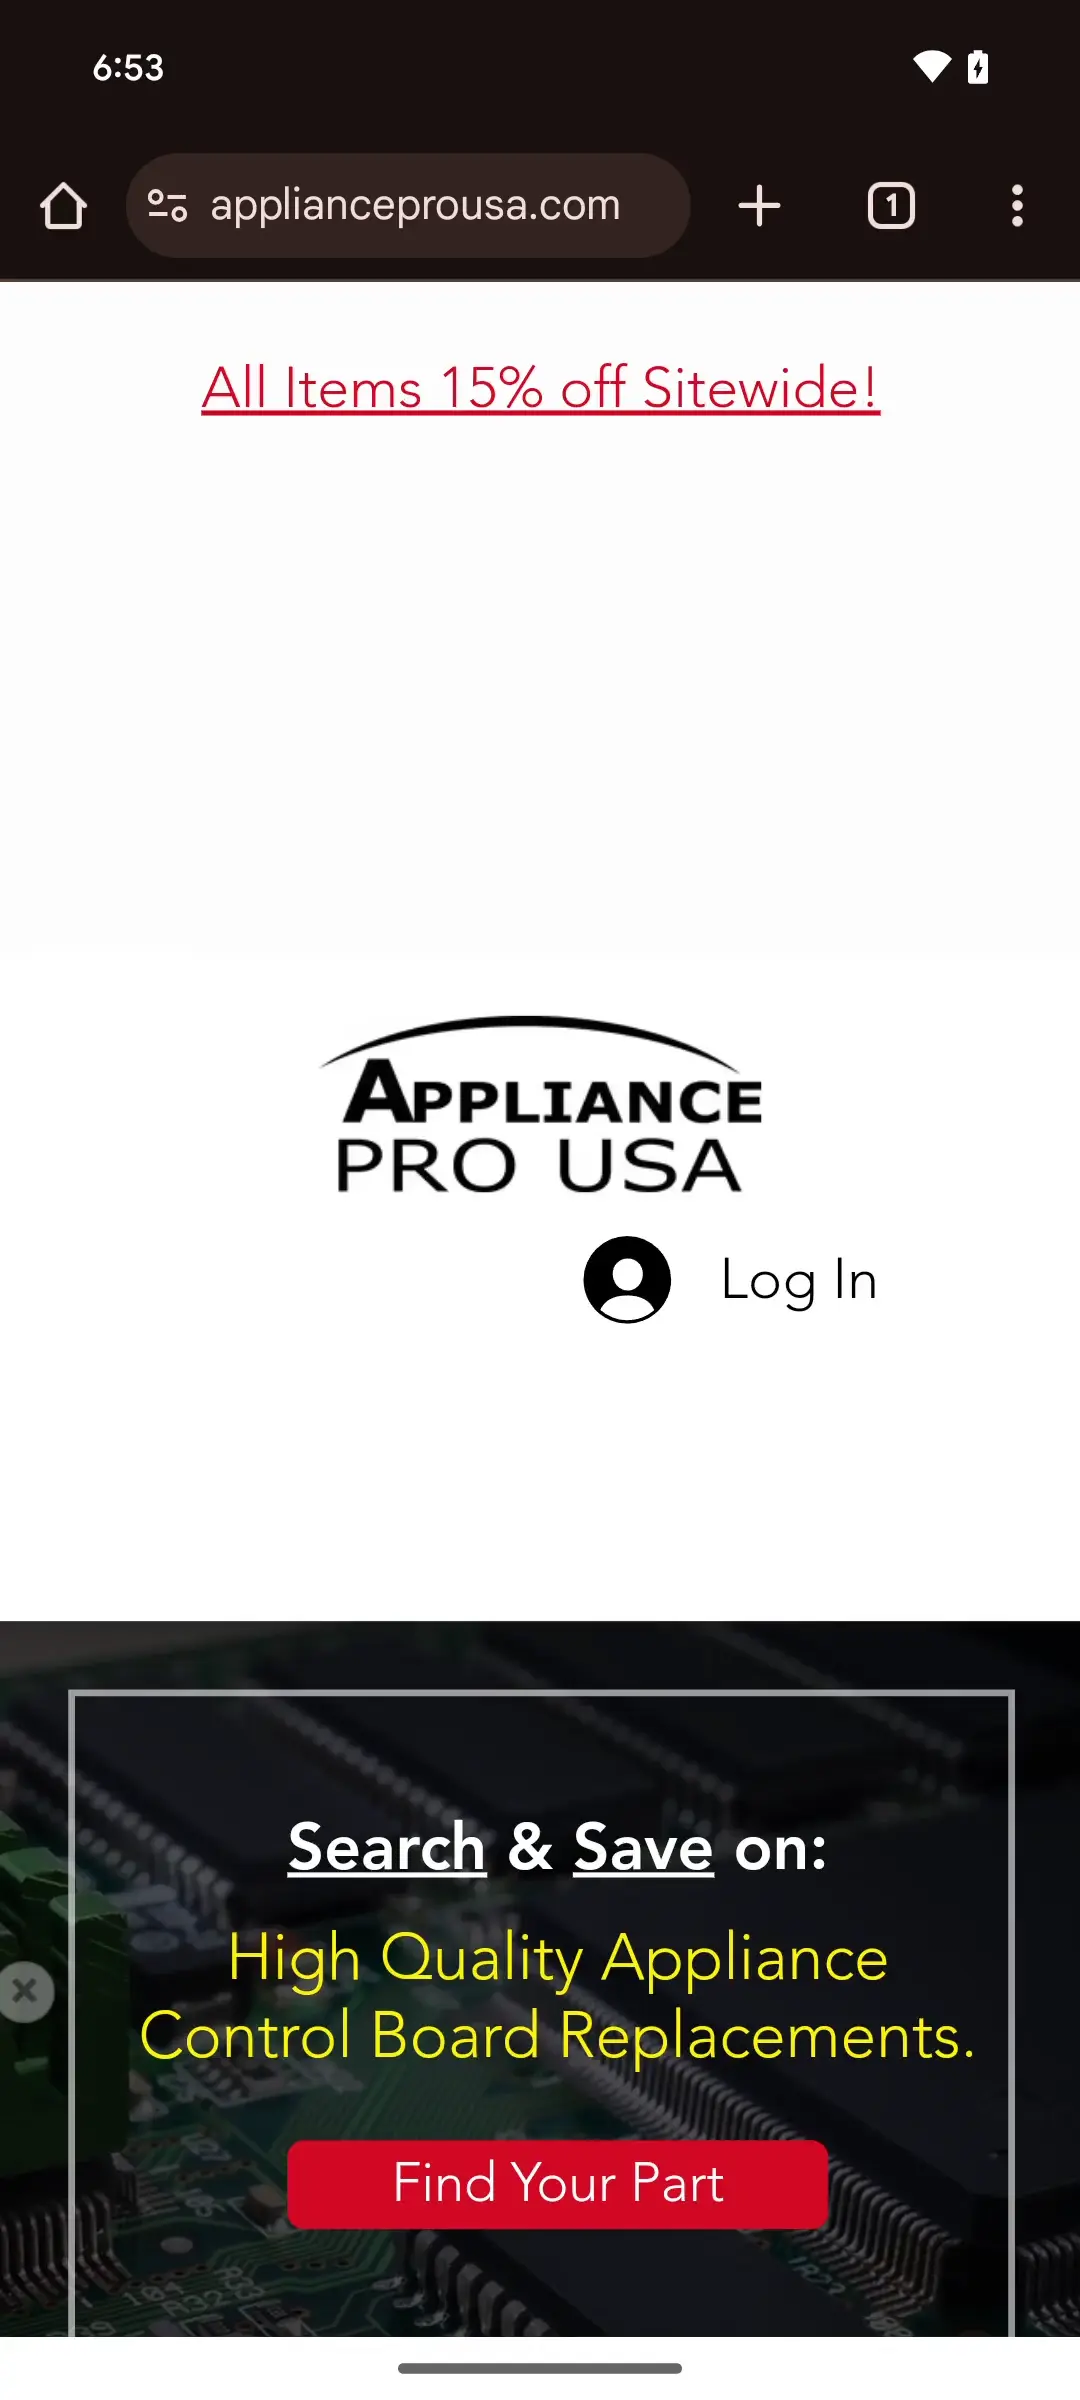 6:53
applianceprousa.com
1
All Items 15% off Sitewide!
APPLIANCE
PRO USA
Log In
Search & Save on:
High Quality Appliance
Control Board Replacements.
Find Your Part